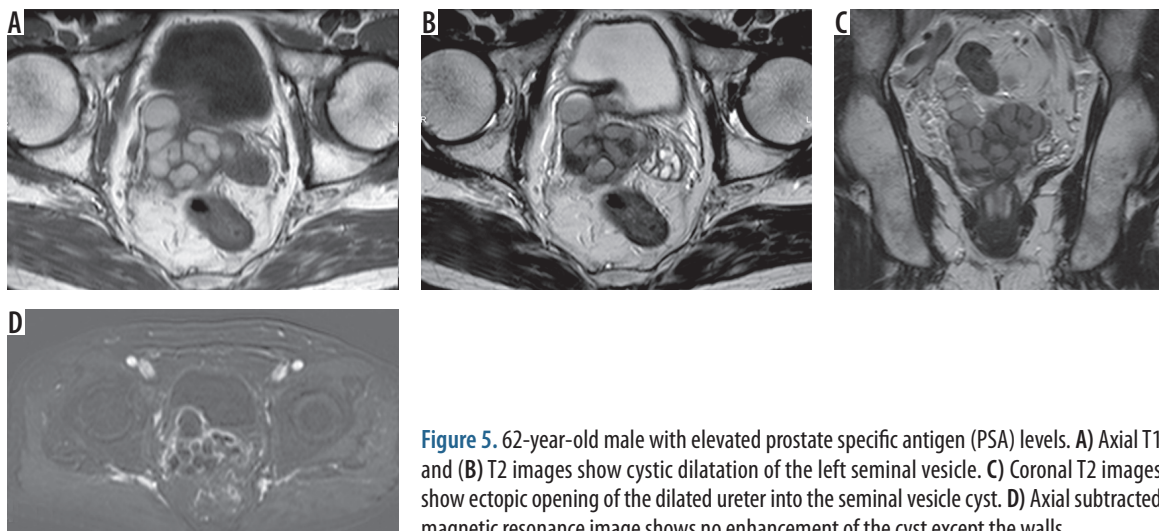 A
B
C
R
L
D
Figure 5. 62-year-old male with elevated prostate specific antigen (PSA) levels. A) Axial T1
and (B) T2 images show cystic dilatation of the left seminal vesicle. C) Coronal T2 images
show ectopic opening of the dilated ureter into the seminal vesicle cyst. D) Axial subtracted
magnetic resonance image shows no enhancement of the cyst except the walls